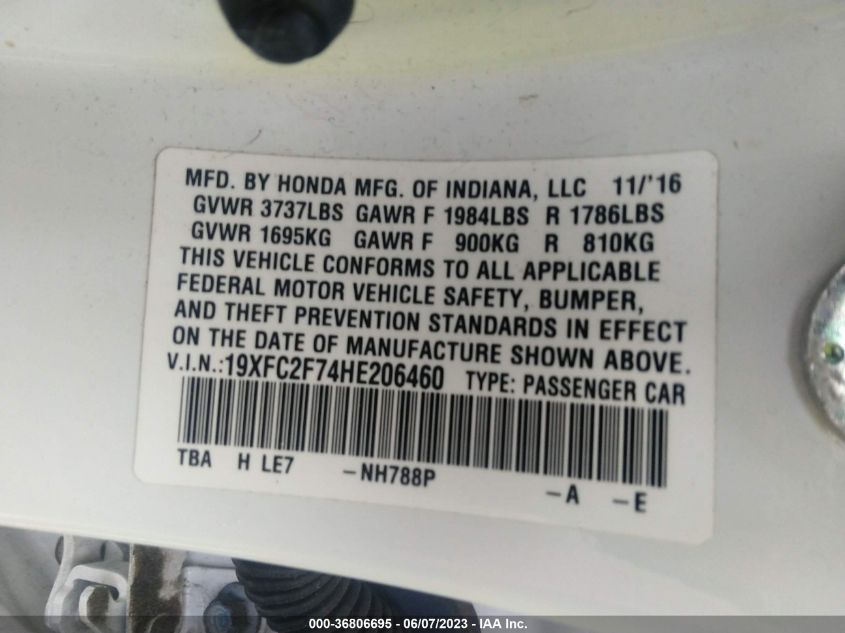 MFD. BY HONDA MFG. OF INDIANA, LLC 11/'16
GVWR 3737LBS GAWR F 1984LBS R 1786LBS
GVWR 1695KG GAWR F 900KG R 810KG
THIS VEHICLE CONFORMS TO ALL APPLICABLE
FEDERAL MOTOR VEHICLE SAFETY, BUMPER,
AND THEFT PREVENTION STANDARDS IN EFFECT
ON THE DATE OF MANUFACTURE SHOWN ABOVE.
V.I.N.:19XFC2F74HE206460 TYPE: PASSENGER CAR
TBA H LE7 -NH788P -A -E
000-36806695 - 06/07/2023 - IAA Inc.